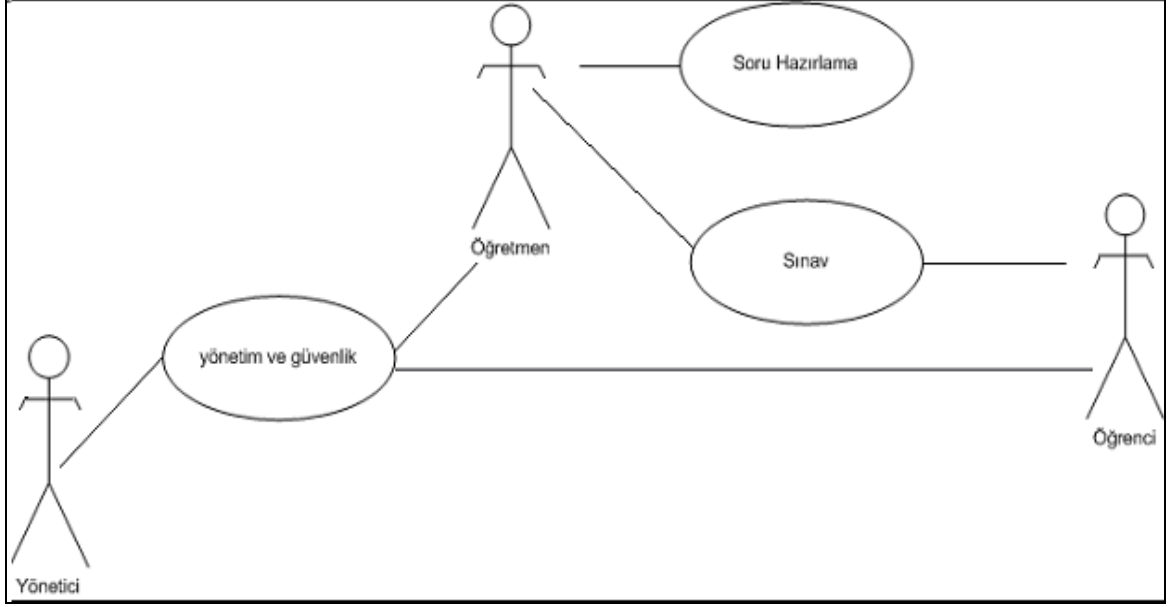 Soru Hazırlama
Öğretmen
Sınav
yönetim ve güvenlik
Öğrenci
Yönetici